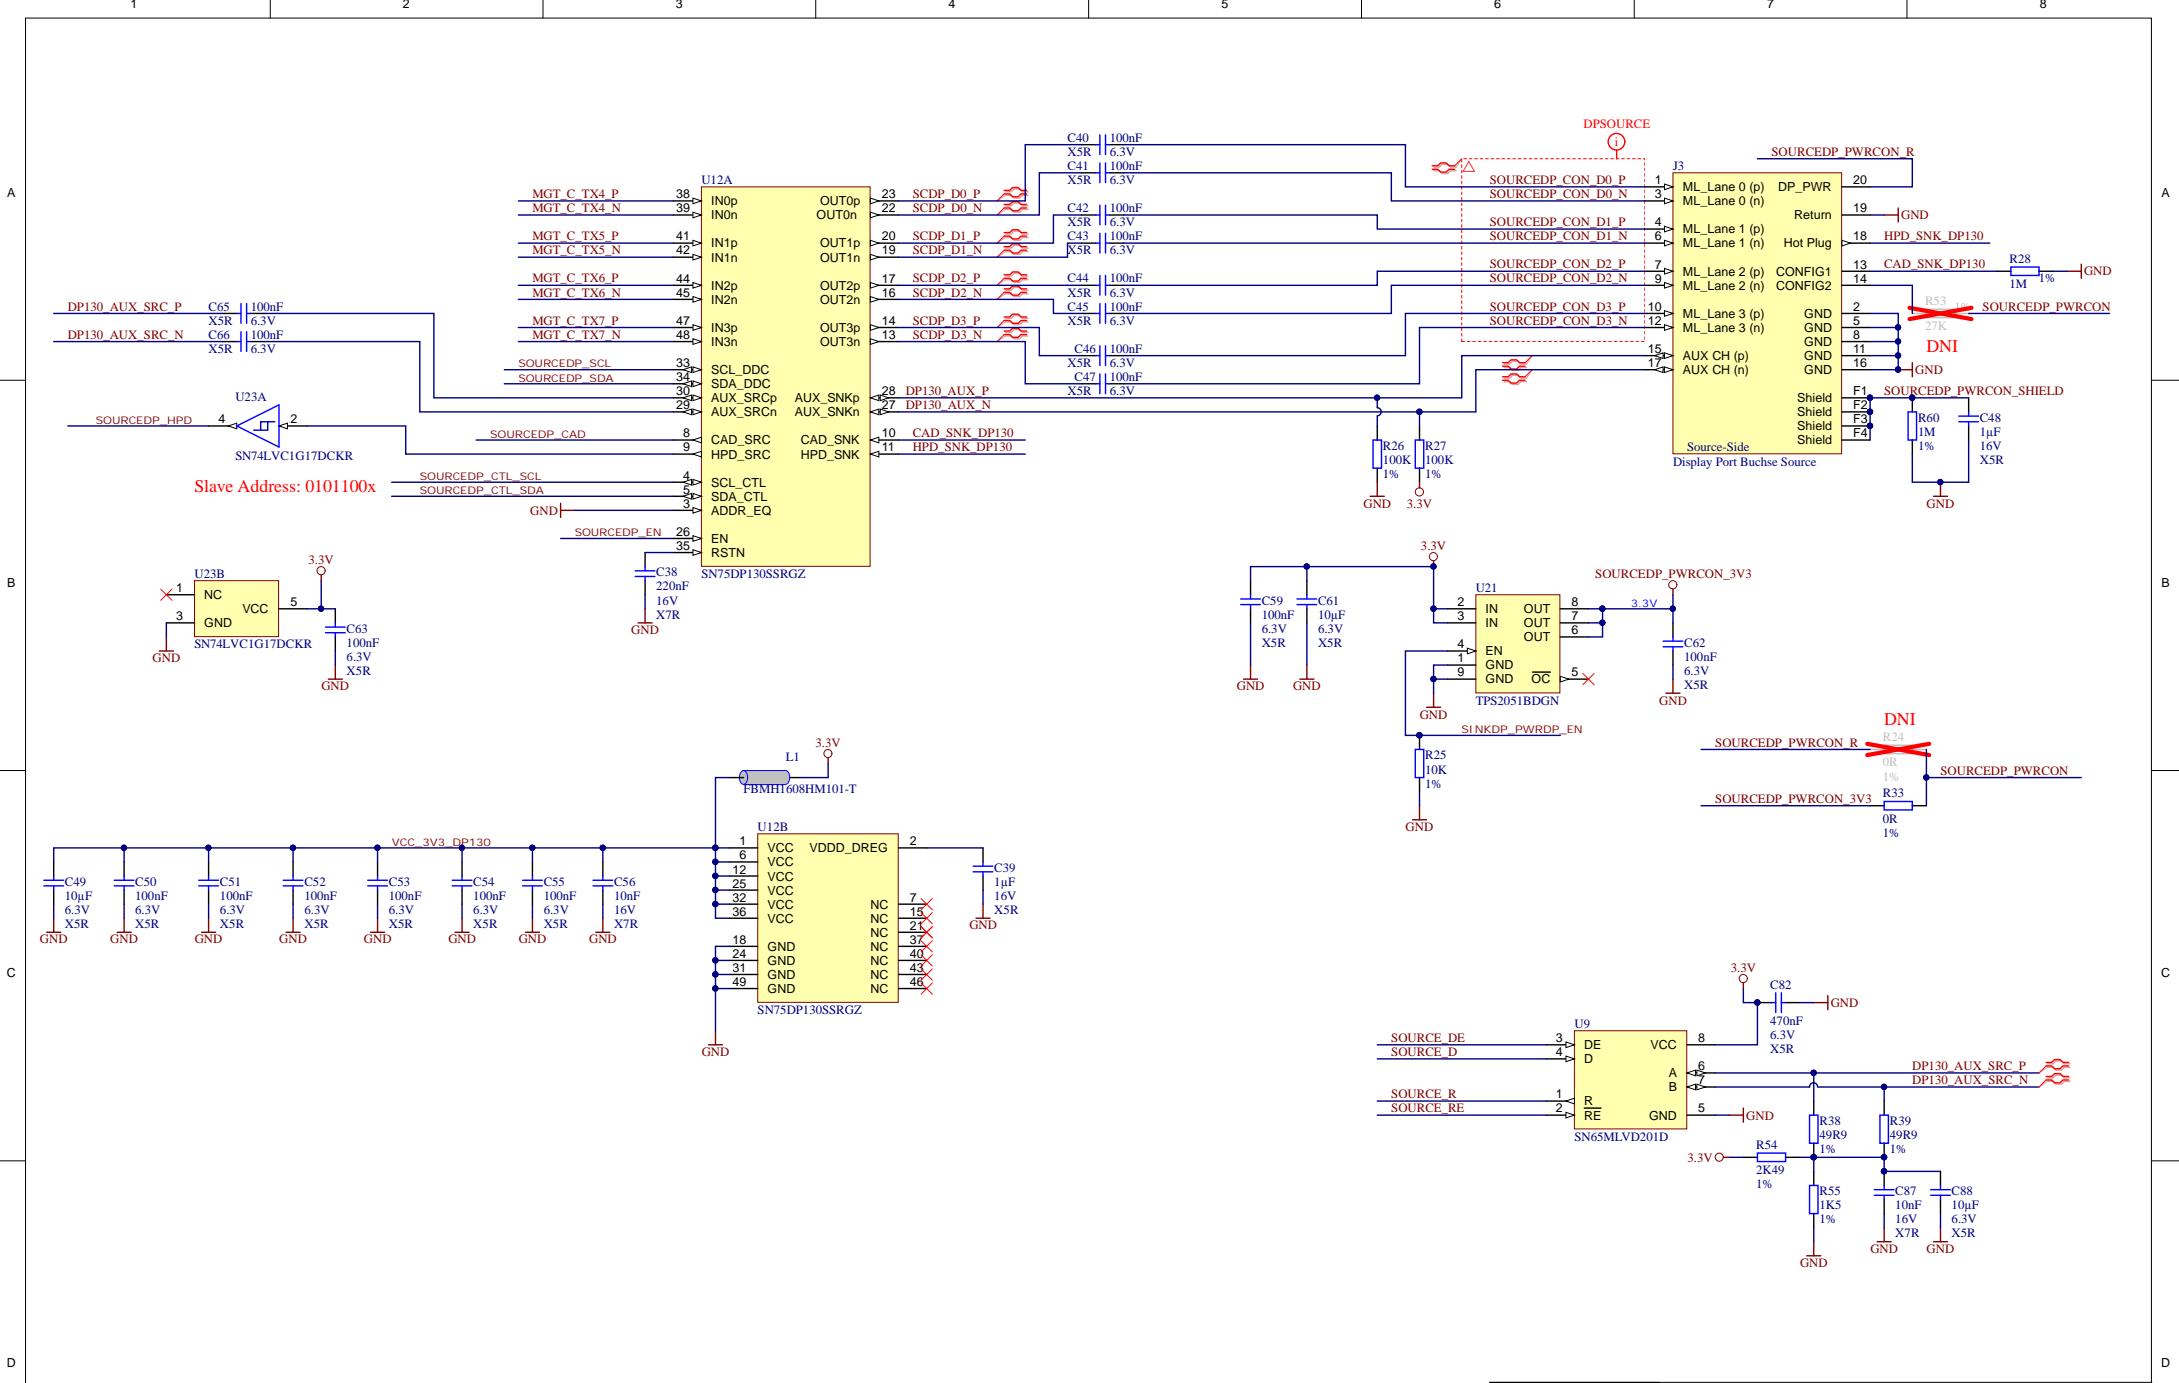 1 2 3 4 5 6 7 8
A A
B B
C C
D D
U12A
MGT_C_TX4_P 38 IN0p
MGT_C_TX4_N 39 IN0n
MGT_C_TX5_P 41 IN1p
MGT_C_TX5_N 42 IN1n
MGT_C_TX6_P 44 IN2p
MGT_C_TX6_N 45 IN2n
MGT_C_TX7_P 47 IN3p
MGT_C_TX7_N 48 IN3n
SOURCEDP_SCL 33 SCL_DDC
SOURCEDP_SDA 34 SDA_DDC
30 AUX_SRCp
29 AUX_SRCn
SOURCEDP_CAD 8 CAD_SRC
9 HPD_SRC
SOURCEDP_CTL_SCL 4 SCL_CTL
SOURCEDP_CTL_SDA 5 SDA_CTL
GND 3 ADDR_EQ
SOURCEDP_EN 26 EN
35 RSTN
OUT0p 23 SCDP_D0_P
OUT0n 22 SCDP_D0_N
OUT1p 20 SCDP_D1_P
OUT1n 19 SCDP_D1_N
OUT2p 17 SCDP_D2_P
OUT2n 16 SCDP_D2_N
OUT3p 14 SCDP_D3_P
OUT3n 13 SCDP_D3_N
AUX_SNKp 28 DP130_AUX_P
AUX_SNKn 27 DP130_AUX_N
CAD_SNK 10 CAD_SNK_DP130
HPD_SNK 11 HPD_SNK_DP130
SN75DP130SSRGZ
C38
220nF
16V
X7R
GND
DP130_AUX_SRC_P C65 100nF
X5R 6.3V
DP130_AUX_SRC_N C66 100nF
X5R 6.3V
U23A
SOURCEDP_HPD 4 2
SN74LVC1G17DCKR
Slave Address: 0101100x
C40 100nF
X5R 6.3V
C41 100nF
X5R 6.3V
C42 100nF
X5R 6.3V
C43 100nF
X5R 6.3V
C44 100nF
X5R 6.3V
C45 100nF
X5R 6.3V
C46 100nF
X5R 6.3V
C47 100nF
X5R 6.3V
DPSOURCE
i
SOURCEDP_CON_D0_P 1 ML_Lane 0 (p)
SOURCEDP_CON_D0_N 3 ML_Lane 0 (n)
SOURCEDP_CON_D1_P 4 ML_Lane 1 (p)
SOURCEDP_CON_D1_N 6 ML_Lane 1 (n)
SOURCEDP_CON_D2_P 7 ML_Lane 2 (p)
SOURCEDP_CON_D2_N 9 ML_Lane 2 (n)
SOURCEDP_CON_D3_P 10 ML_Lane 3 (p)
SOURCEDP_CON_D3_N 12 ML_Lane 3 (n)
15 AUX CH (p)
17 AUX CH (n)
J3
SOURCEDP_PWRCON_R
DP_PWR 20
Return 19 GND
Hot Plug 18 HPD_SNK_DP130
CONFIG1 13 CAD_SNK_DP130
CONFIG2 14
GND 2
GND 5
GND 8
GND 11
GND 16 GND
Shield F1 SOURCEDP_PWRCON_SHIELD
Shield F2
Shield F3
Shield F4
Source-Side
Display Port Buchse Source
R28
1M 1% GND
R53 1%
27K
SOURCEDP_PWRCON
DNI
R60
1M
1%
C48
1µF
16V
X5R
GND
R26
100K
1%
GND
R27
100K
1%
3.3V
U23B
1 NC
3 GND
VCC 5
3.3V
SN74LVC1G17DCKR
GND
C63
100nF
6.3V
X5R
GND
3.3V
C59
100nF
6.3V
X5R
GND
C61
10µF
6.3V
X5R
GND
U21
2 IN
3 IN
4 EN
1 GND
9 GND
OUT 8
OUT 7
OUT 6
OC 5
TPS2051BDGN
GND
3.3V
SOURCEDP_PWRCON_3V3
C62
100nF
6.3V
X5R
GND
SINKDP_PWRDP_EN
R25
10K
1%
GND
DNI
SOURCEDP_PWRCON_R R24
0R
1%
SOURCEDP_PWRCON
SOURCEDP_PWRCON_3V3 R33
0R
1%
L1
3.3V
FBMH1608HM101-T
VCC_3V3_DP130
C49
10µF
6.3V
X5R
GND
C50
100nF
6.3V
X5R
GND
C51
100nF
6.3V
X5R
GND
C52
100nF
6.3V
X5R
GND
C53
100nF
6.3V
X5R
GND
C54
100nF
6.3V
X5R
GND
C55
100nF
6.3V
X5R
GND
C56
10nF
16V
X7R
GND
U12B
1 VCC
6 VCC
12 VCC
25 VCC
32 VCC
36 VCC
18 GND
24 GND
31 GND
49 GND
VDDD_DREG 2
NC 7
NC 15
NC 21
NC 37
NC 40
NC 43
NC 46
SN75DP130SSRGZ
GND
C39
1µF
16V
X5R
GND
3.3V
C82
470nF
6.3V
X5R
GND
U9
SOURCE_DE 3 DE
SOURCE_D 4 D
SOURCE_R 1 R
SOURCE_RE 2 RE
VCC 8
A 6 DP130_AUX_SRC_P
B 7 DP130_AUX_SRC_N
GND 5 GND
SN65MLVD201D
R38
49R9
1%
R39
49R9
1%
3.3V R54
2K49
1%
R55
1K5
1%
GND
C87
10nF
16V
X7R
GND
C88
10µF
6.3V
X5R
GND